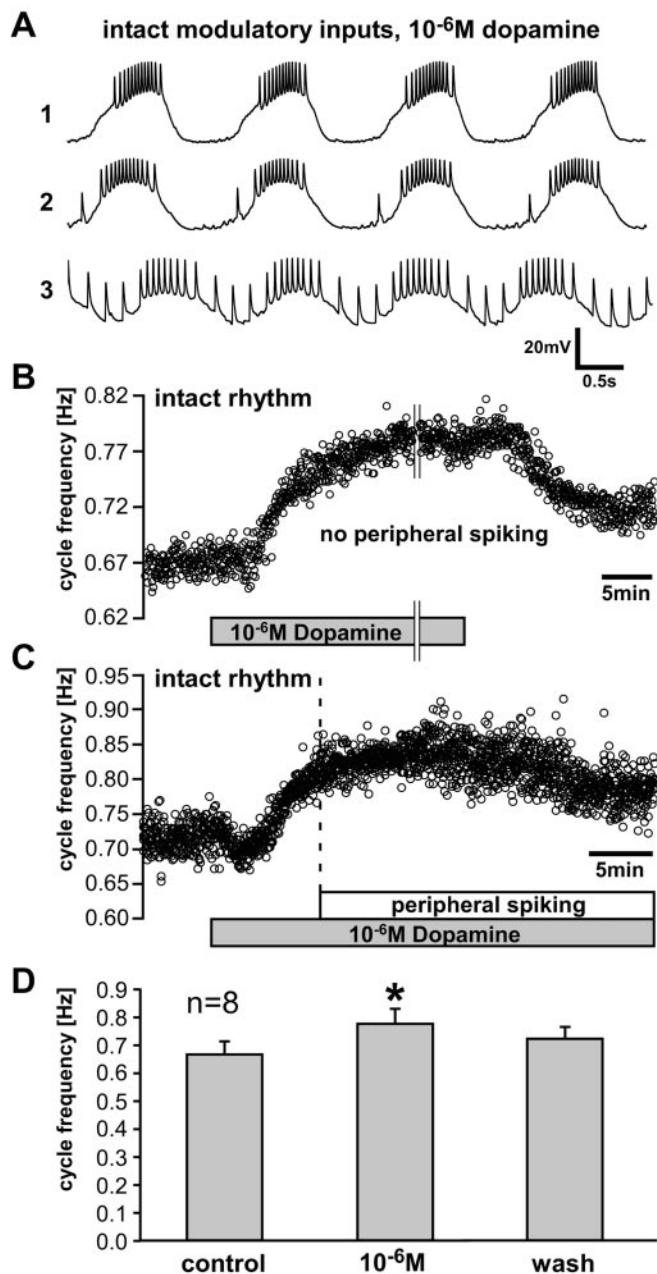 A
intact modulatory inputs, 10⁻⁶M dopamine
1
2
3
20mV
0.5s
B
intact rhythm
cycle frequency [Hz]
0.82
0.77
0.72
0.67
0.62
no peripheral spiking
5min
10⁻⁶M Dopamine
C
intact rhythm
cycle frequency [Hz]
0.95
0.90
0.85
0.80
0.75
0.70
0.65
0.60
5min
peripheral spiking
10⁻⁶M Dopamine
D
cycle frequency [Hz]
0.9
0.8
0.7
0.6
0.5
0.4
0.3
0.2
0.1
0.0
n=8
*
control
10⁻⁶M
wash